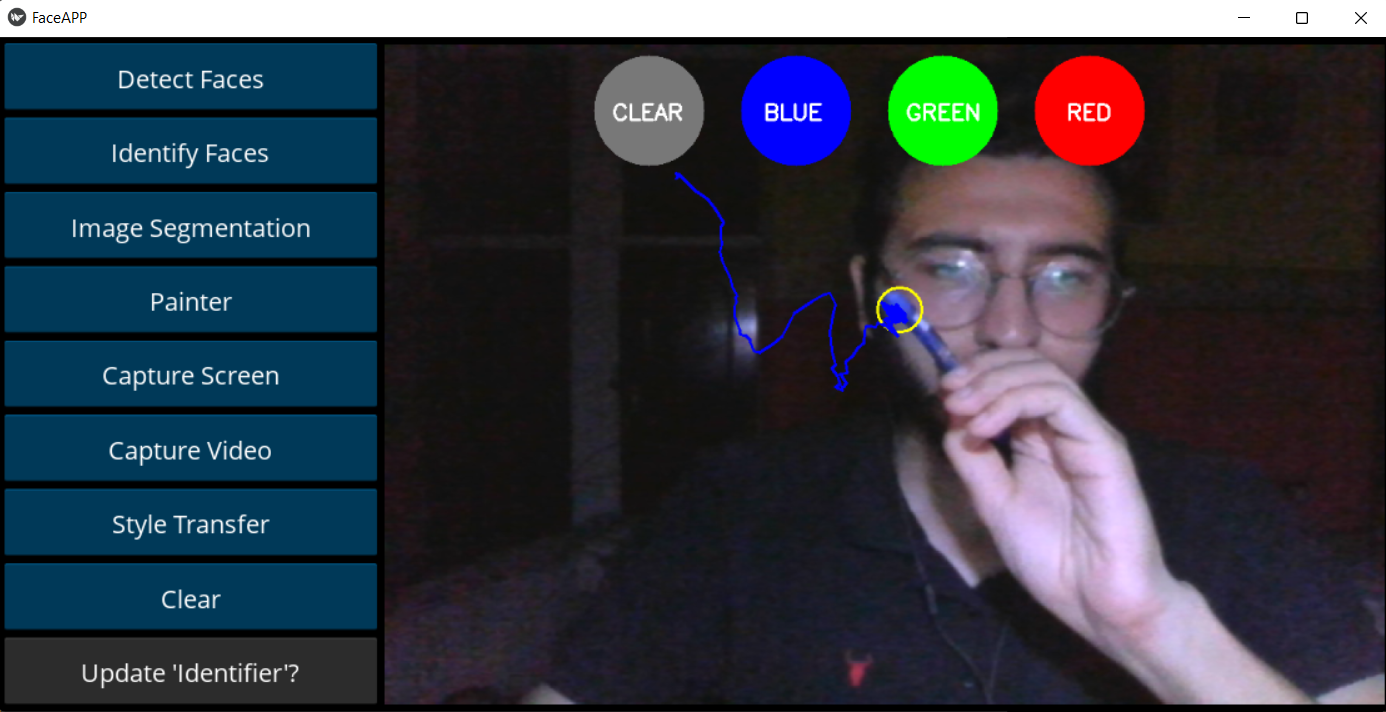 FaceAPP
Detect Faces
Identify Faces
Image Segmentation
Painter
Capture Screen
Capture Video
Style Transfer
Clear
Update 'Identifier'?
CLEAR
BLUE
GREEN
RED